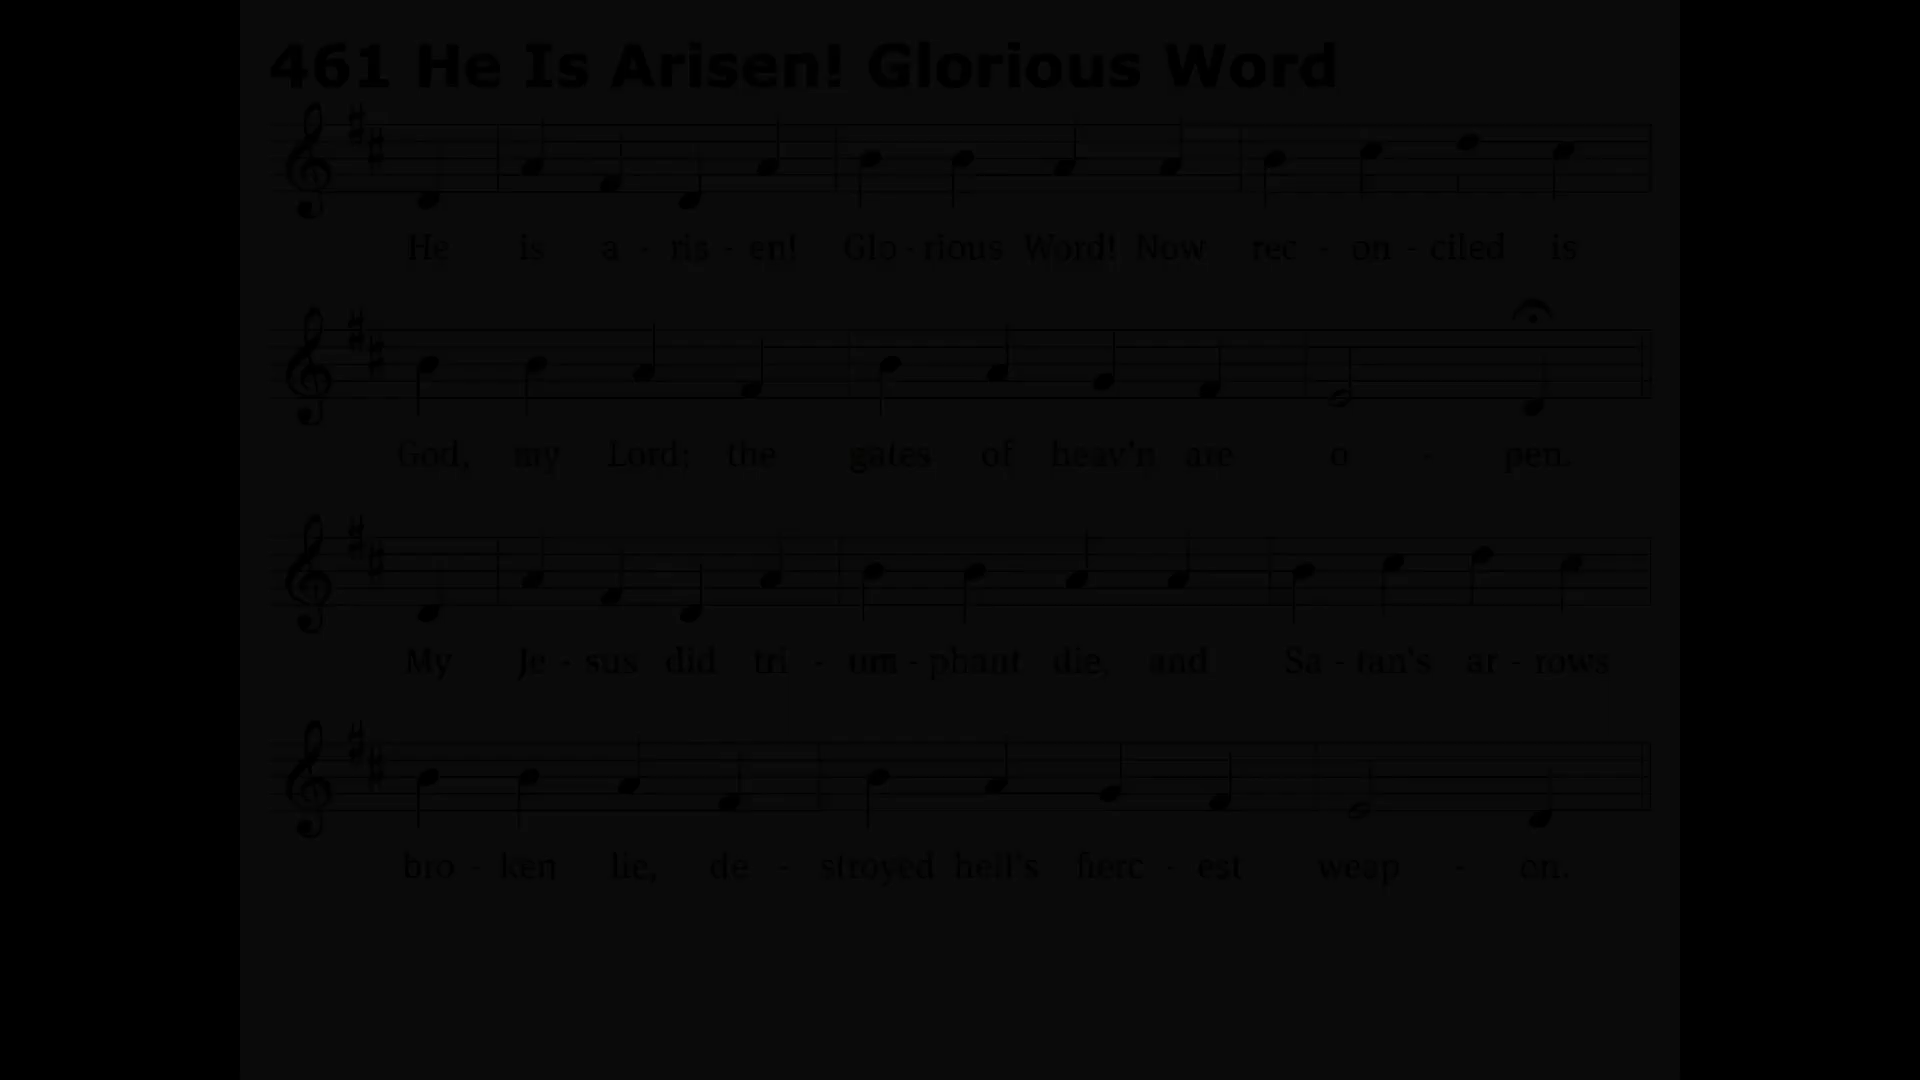 461 He Is Arisen! Glorious Word
He is a - ris - en! Glo - rious Word! Now rec - on - ciled is
God, my Lord; the gates of heav'n are o - pen.
My Je - sus did tri - um - phant die, and Sa - tan's ar - rows
bro - ken lie, de - stroyed hell's fierc - est weap - on.